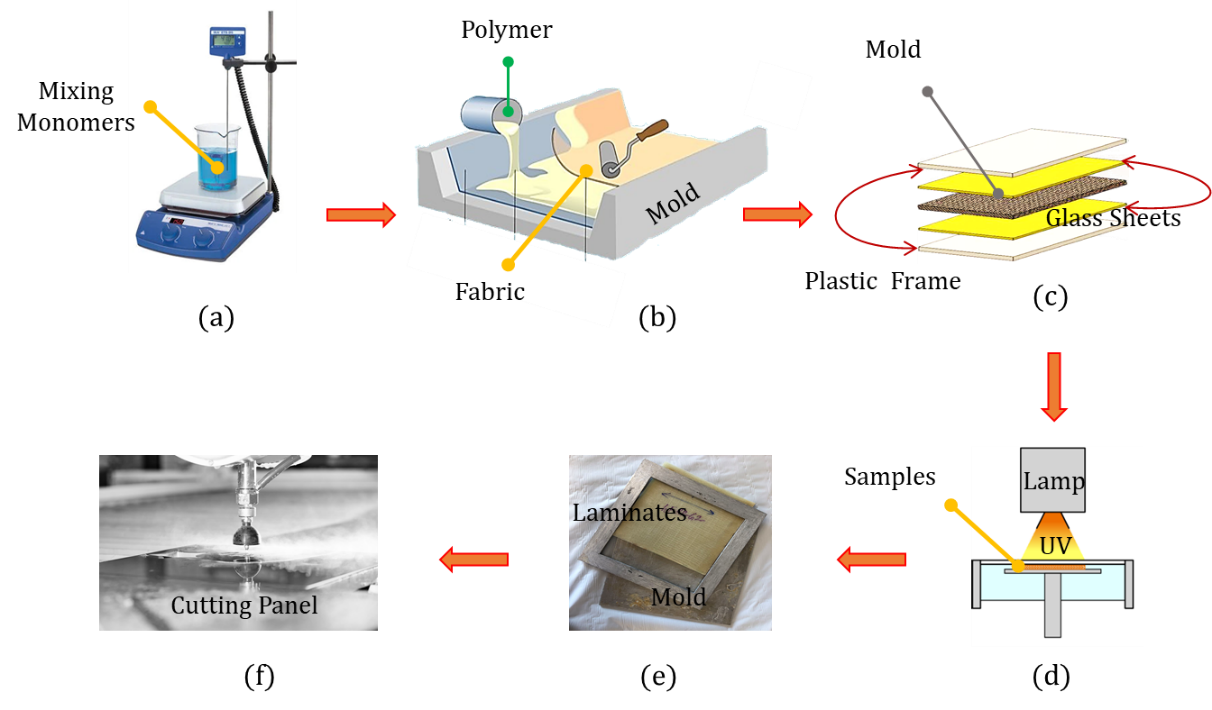 Mixing
Monomers
(a)
Polymer
Mold
Fabric
(b)
Mold
Glass Sheets
Plastic Frame
(c)
Samples
Lamp
UV
(d)
Laminates
Mold
(e)
Cutting Panel
(f)